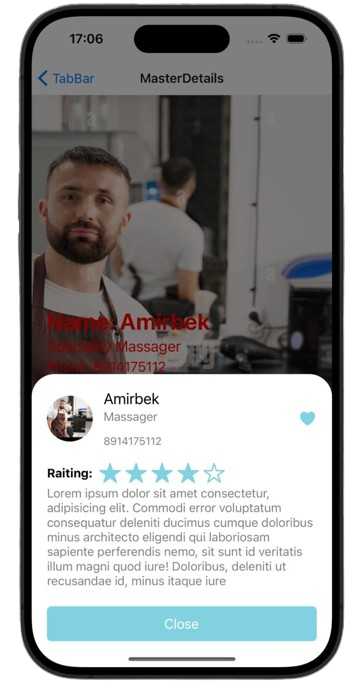 17:06
TabBar
MasterDetails
Name: Amirbek
Speciality: Massager
Phone: 8914175112
Amirbek
Massager
8914175112
Raiting:
Lorem ipsum dolor sit amet consectetur,
adipisicing elit. Commodi error voluptatum
consequatur deleniti ducimus cumque doloribus
minus architecto eligendi qui laboriosam
sapiente perferendis nemo, sit sunt id veritatis
illum magni quod iure! Doloribus, deleniti ut
recusandae id, minus itaque iure
Close